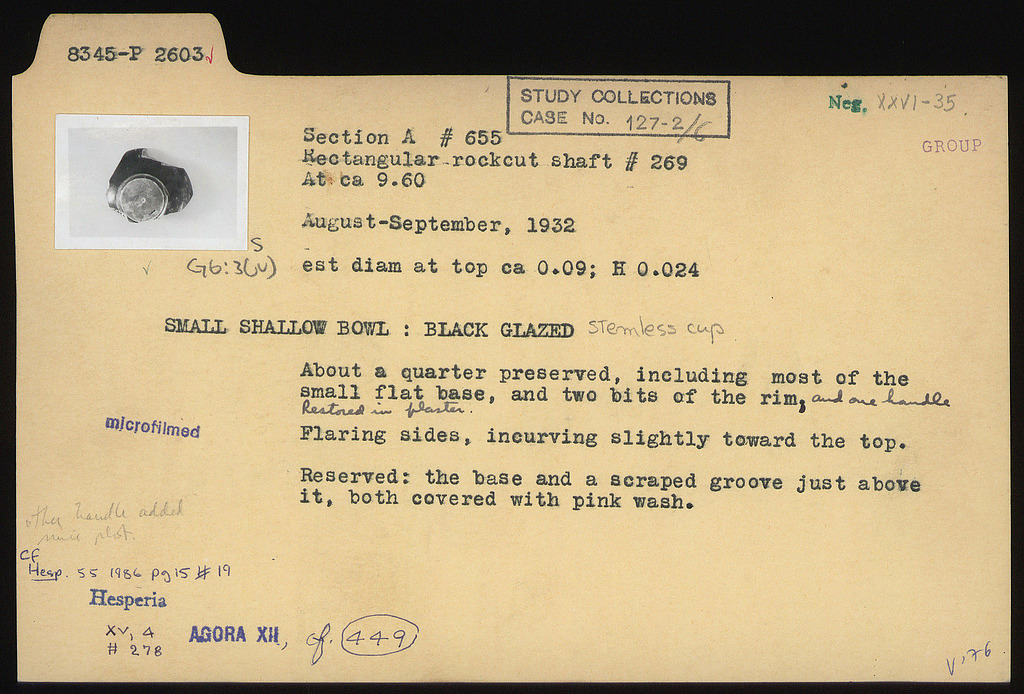 8345-P 2603 ✓
STUDY COLLECTIONS
CASE No. 127-2/6
Neg. XXVI-35
GROUP
Section A # 655
Rectangular rockcut shaft # 269
At ca 9.60
August-September, 1932
S
✓ G6:3(U)
est diam at top ca 0.09; H 0.024
SMALL SHALLOW BOWL : BLACK GLAZED stemless cup
About a quarter preserved, including most of the
small flat base, and two bits of the rim, and one handle
Restored in plaster.
Flaring sides, incurving slightly toward the top.
microfilmed
Reserved: the base and a scraped groove just above
it, both covered with pink wash.
other handle added
since phot.
cf
Hesp. 55 1986 pg 15 # 19
Hesperia
XV, 4
# 278
AGORA XII, cf. 449
V.'76